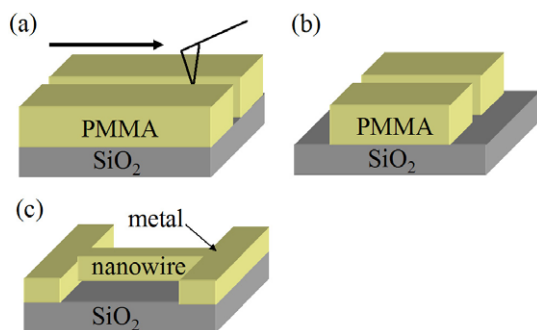 (a)
PMMA
SiO₂
(b)
PMMA
SiO₂
(c)
metal
nanowire
SiO₂